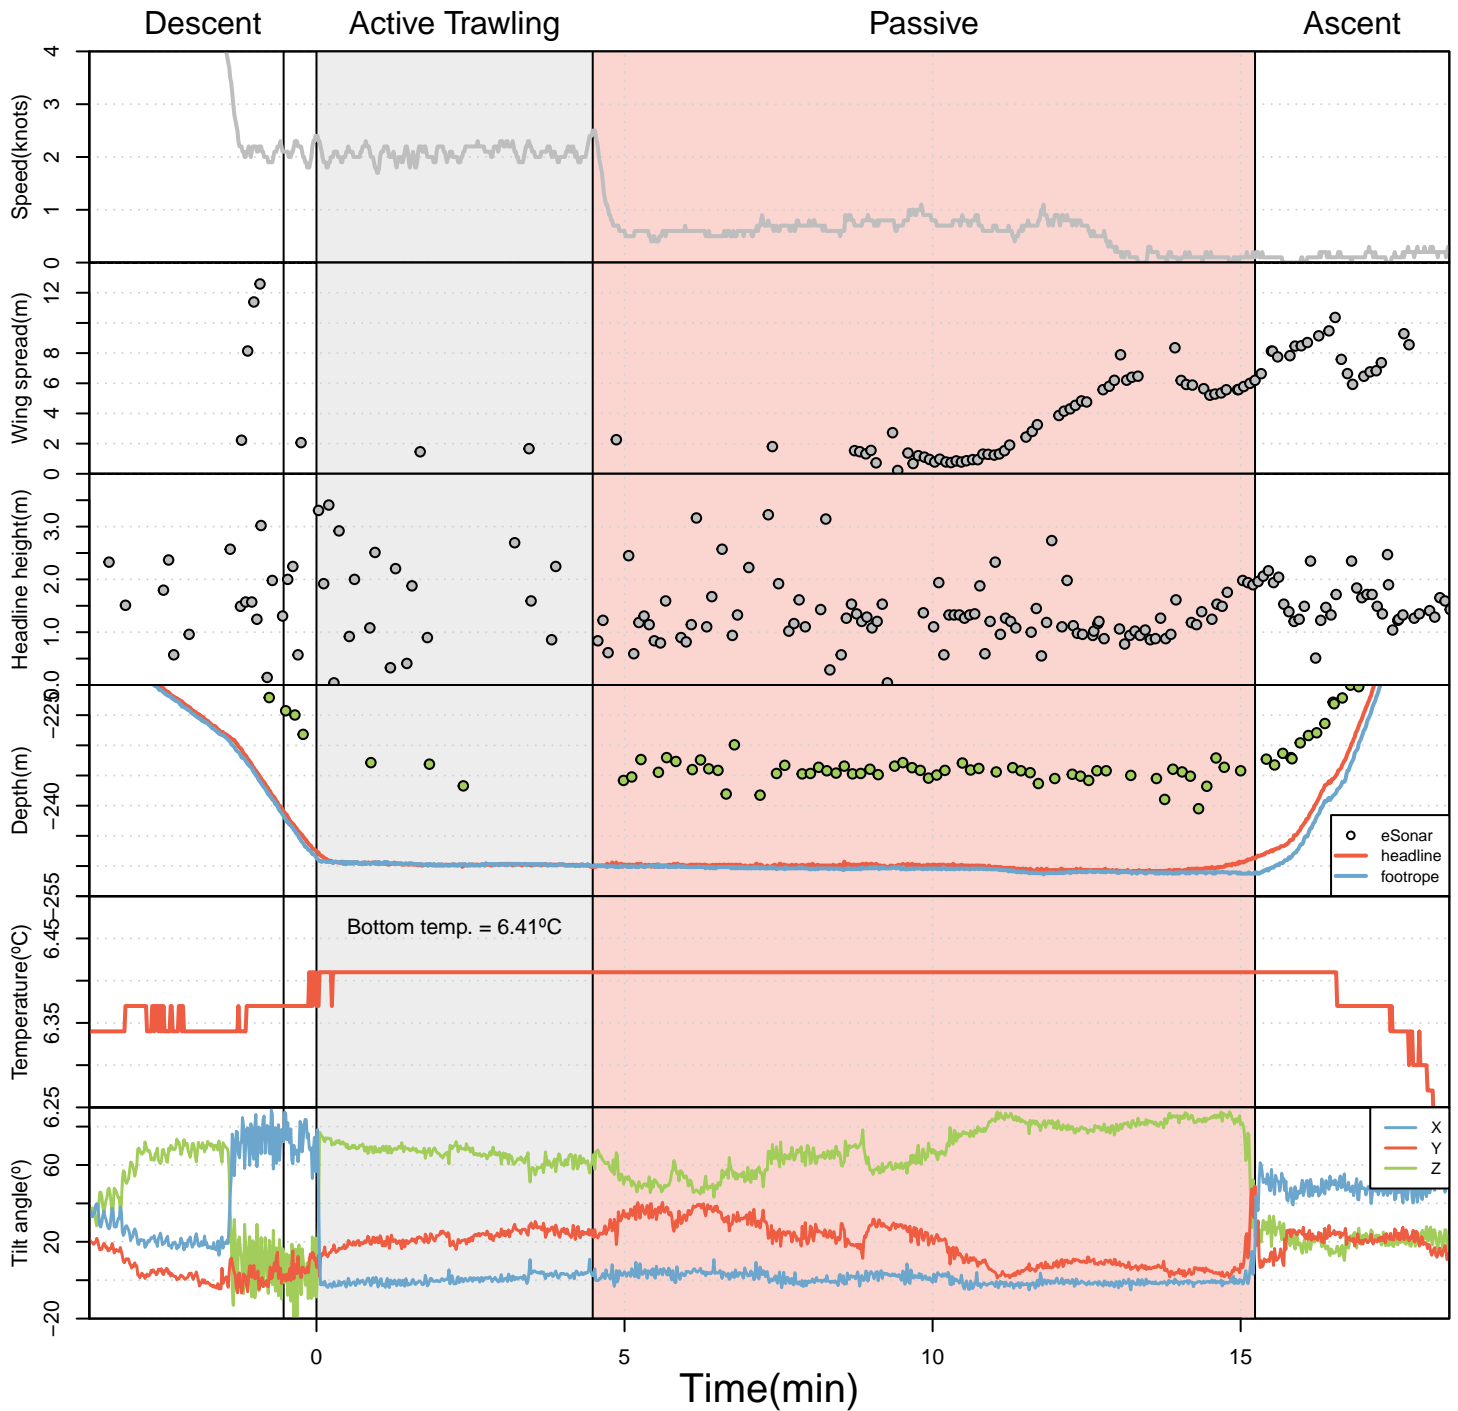 Descent Active Trawling Passive Ascent
Speed(knots)
4
3
2
1
0
Wing spread(m)
12
8
6
4
2
0
Headline height(m)
3.0
2.0
1.0
0.0
Depth(m)
−225
−240
−255
eSonar
headline
footrope
Temperature(ºC)
6.45
6.35
6.25
Bottom temp. = 6.41ºC
Tilt angle(º)
60
20
−20
X
Y
Z
0 5 10 15
Time(min)